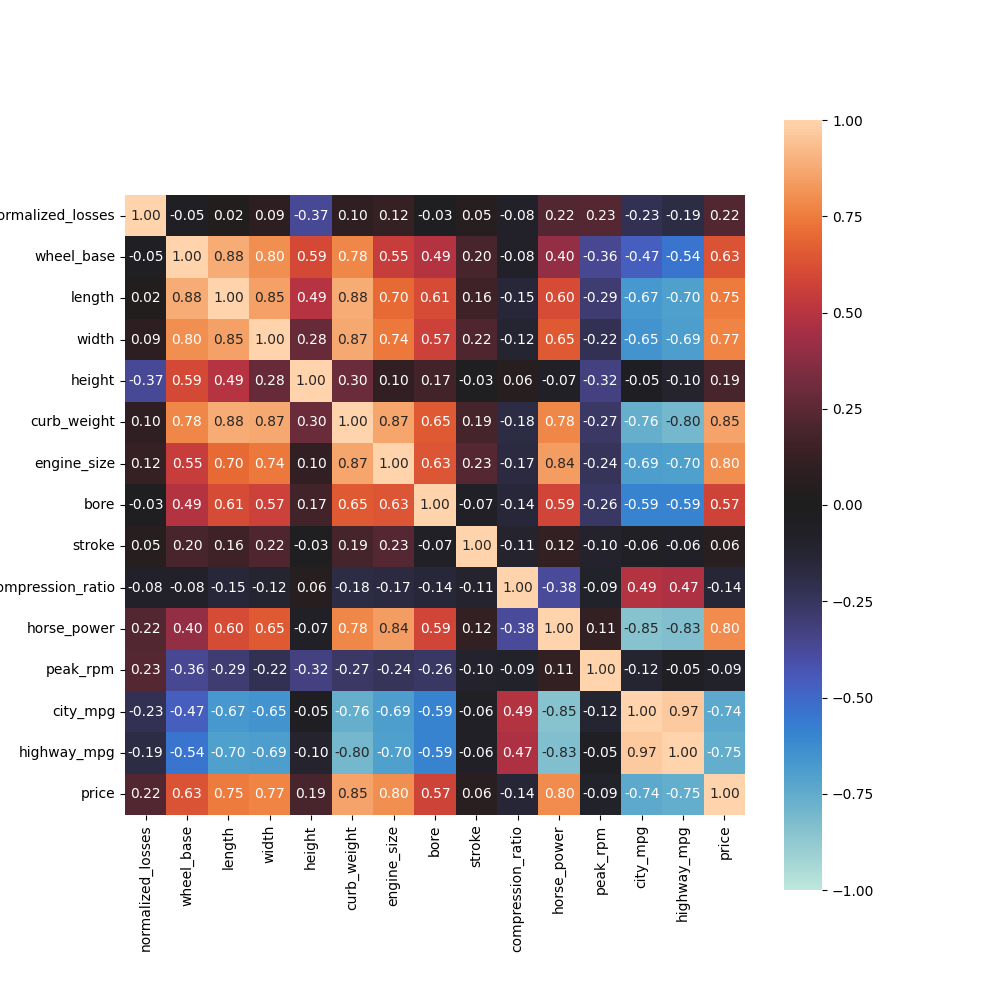 ormalized_losses 1.00 -0.05 0.02 0.09 -0.37 0.10 0.12 -0.03 0.05 -0.08 0.22 0.23 -0.23 -0.19 0.22
wheel_base -0.05 1.00 0.88 0.80 0.59 0.78 0.55 0.49 0.20 -0.08 0.40 -0.36 -0.47 -0.54 0.63
length 0.02 0.88 1.00 0.85 0.49 0.88 0.70 0.61 0.16 -0.15 0.60 -0.29 -0.67 -0.70 0.75
width 0.09 0.80 0.85 1.00 0.28 0.87 0.74 0.57 0.22 -0.12 0.65 -0.22 -0.65 -0.69 0.77
height -0.37 0.59 0.49 0.28 1.00 0.30 0.10 0.17 -0.03 0.06 -0.07 -0.32 -0.05 -0.10 0.19
curb_weight 0.10 0.78 0.88 0.87 0.30 1.00 0.87 0.65 0.19 -0.18 0.78 -0.27 -0.76 -0.80 0.85
engine_size 0.12 0.55 0.70 0.74 0.10 0.87 1.00 0.63 0.23 -0.17 0.84 -0.24 -0.69 -0.70 0.80
bore -0.03 0.49 0.61 0.57 0.17 0.65 0.63 1.00 -0.07 -0.14 0.59 -0.26 -0.59 -0.59 0.57
stroke 0.05 0.20 0.16 0.22 -0.03 0.19 0.23 -0.07 1.00 -0.11 0.12 -0.10 -0.06 -0.06 0.06
ompression_ratio -0.08 -0.08 -0.15 -0.12 0.06 -0.18 -0.17 -0.14 -0.11 1.00 -0.38 -0.09 0.49 0.47 -0.14
horse_power 0.22 0.40 0.60 0.65 -0.07 0.78 0.84 0.59 0.12 -0.38 1.00 0.11 -0.85 -0.83 0.80
peak_rpm 0.23 -0.36 -0.29 -0.22 -0.32 -0.27 -0.24 -0.26 -0.10 -0.09 0.11 1.00 -0.12 -0.05 -0.09
city_mpg -0.23 -0.47 -0.67 -0.65 -0.05 -0.76 -0.69 -0.59 -0.06 0.49 -0.85 -0.12 1.00 0.97 -0.74
highway_mpg -0.19 -0.54 -0.70 -0.69 -0.10 -0.80 -0.70 -0.59 -0.06 0.47 -0.83 -0.05 0.97 1.00 -0.75
price 0.22 0.63 0.75 0.77 0.19 0.85 0.80 0.57 0.06 -0.14 0.80 -0.09 -0.74 -0.75 1.00
normalized_losses
wheel_base
length
width
height
curb_weight
engine_size
bore
stroke
compression_ratio
horse_power
peak_rpm
city_mpg
highway_mpg
price
1.00
0.75
0.50
0.25
0.00
−0.25
−0.50
−0.75
−1.00